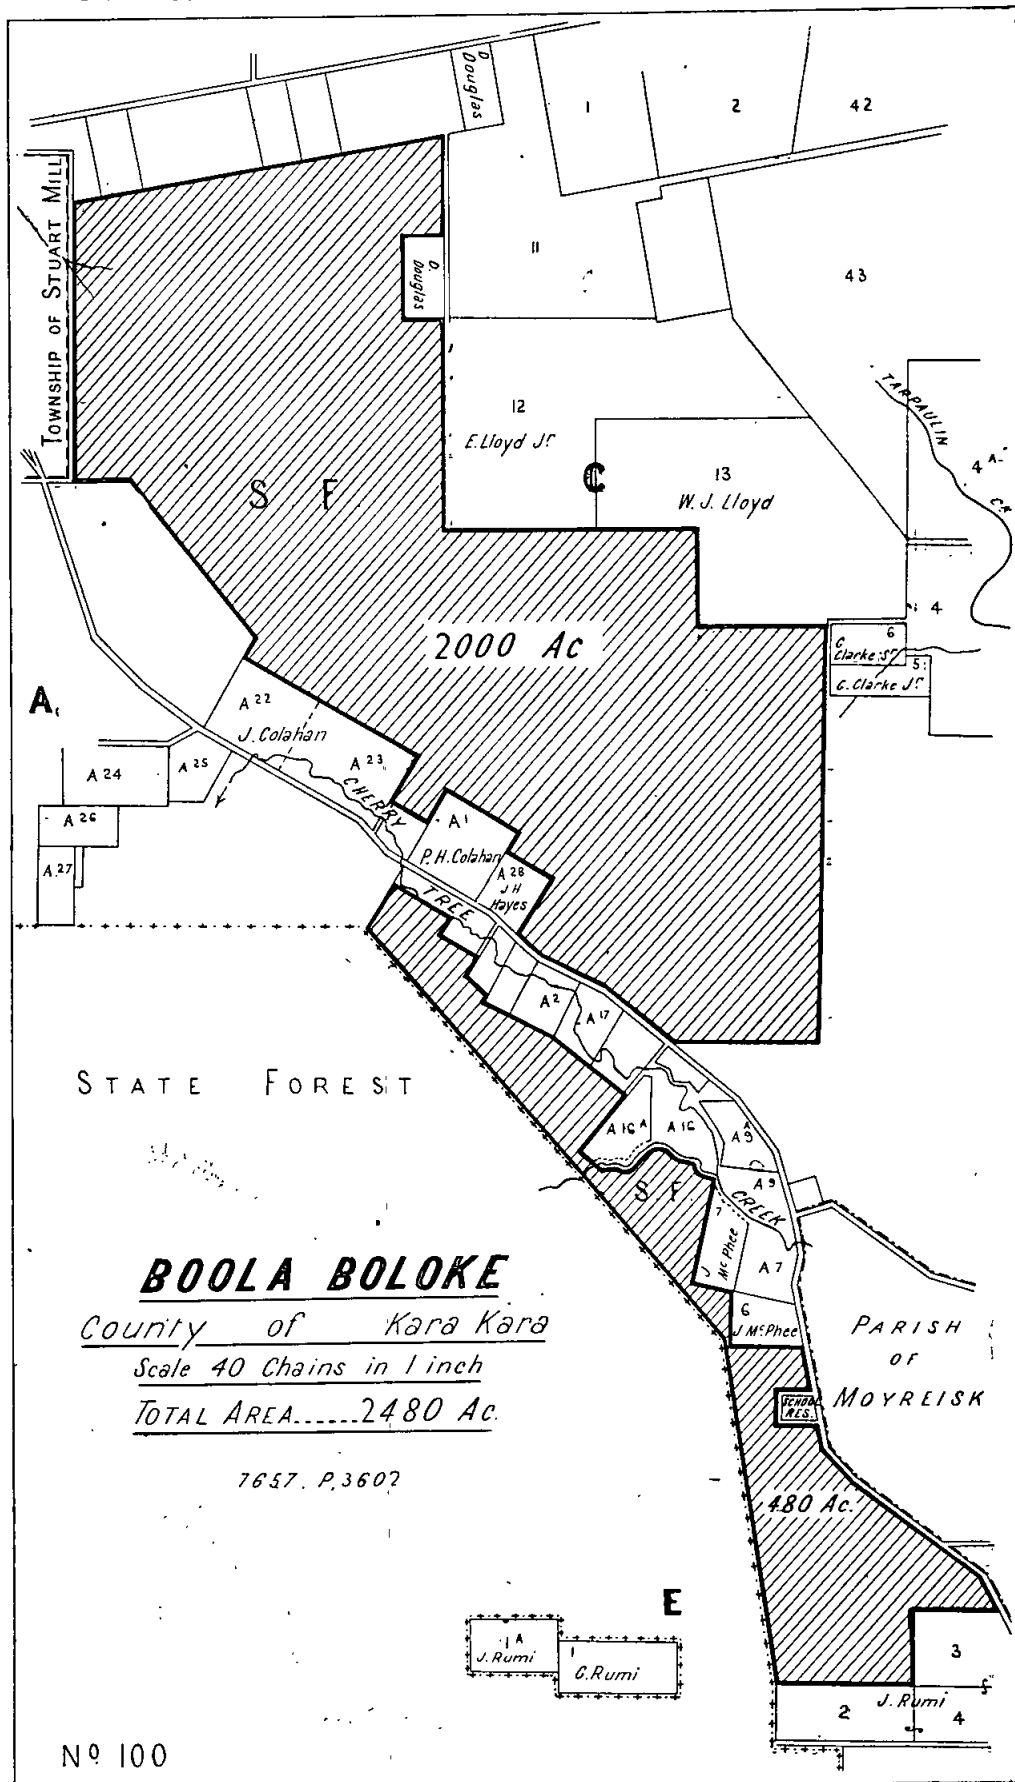 D Douglas
1
2
42
TOWNSHIP OF STUART MILL
11
D. Douglas
43
12
E. Lloyd Jr
C
13
W. J. Lloyd
TARPAULIN CK
4 A
S F
4
2000 Ac
6
C Clarke Sr
5
G. Clarke Jr
A
A 22
J. Colahan
A 23
A 24
A 25
A 26
A 27
CHERRY TREE CREEK
A 1
P. H. Colahan
A 28
J H Hayes
A 2
A 17
STATE FOREST
A 16 A
A 16
A 9 A
A 9
S F
7
J McPhee
A 7
6
J McPhee
BOOLA BOLOKE
County of Kara Kara
Scale 40 Chains in 1 inch
TOTAL AREA......2480 Ac.
7657. P. 3602
PARISH
OF
MOYREISK
SCHOOL
RES.
480 Ac.
E
1 A
J. Rumi
1
G. Rumi
3
J. Rumi
2
4
No 100